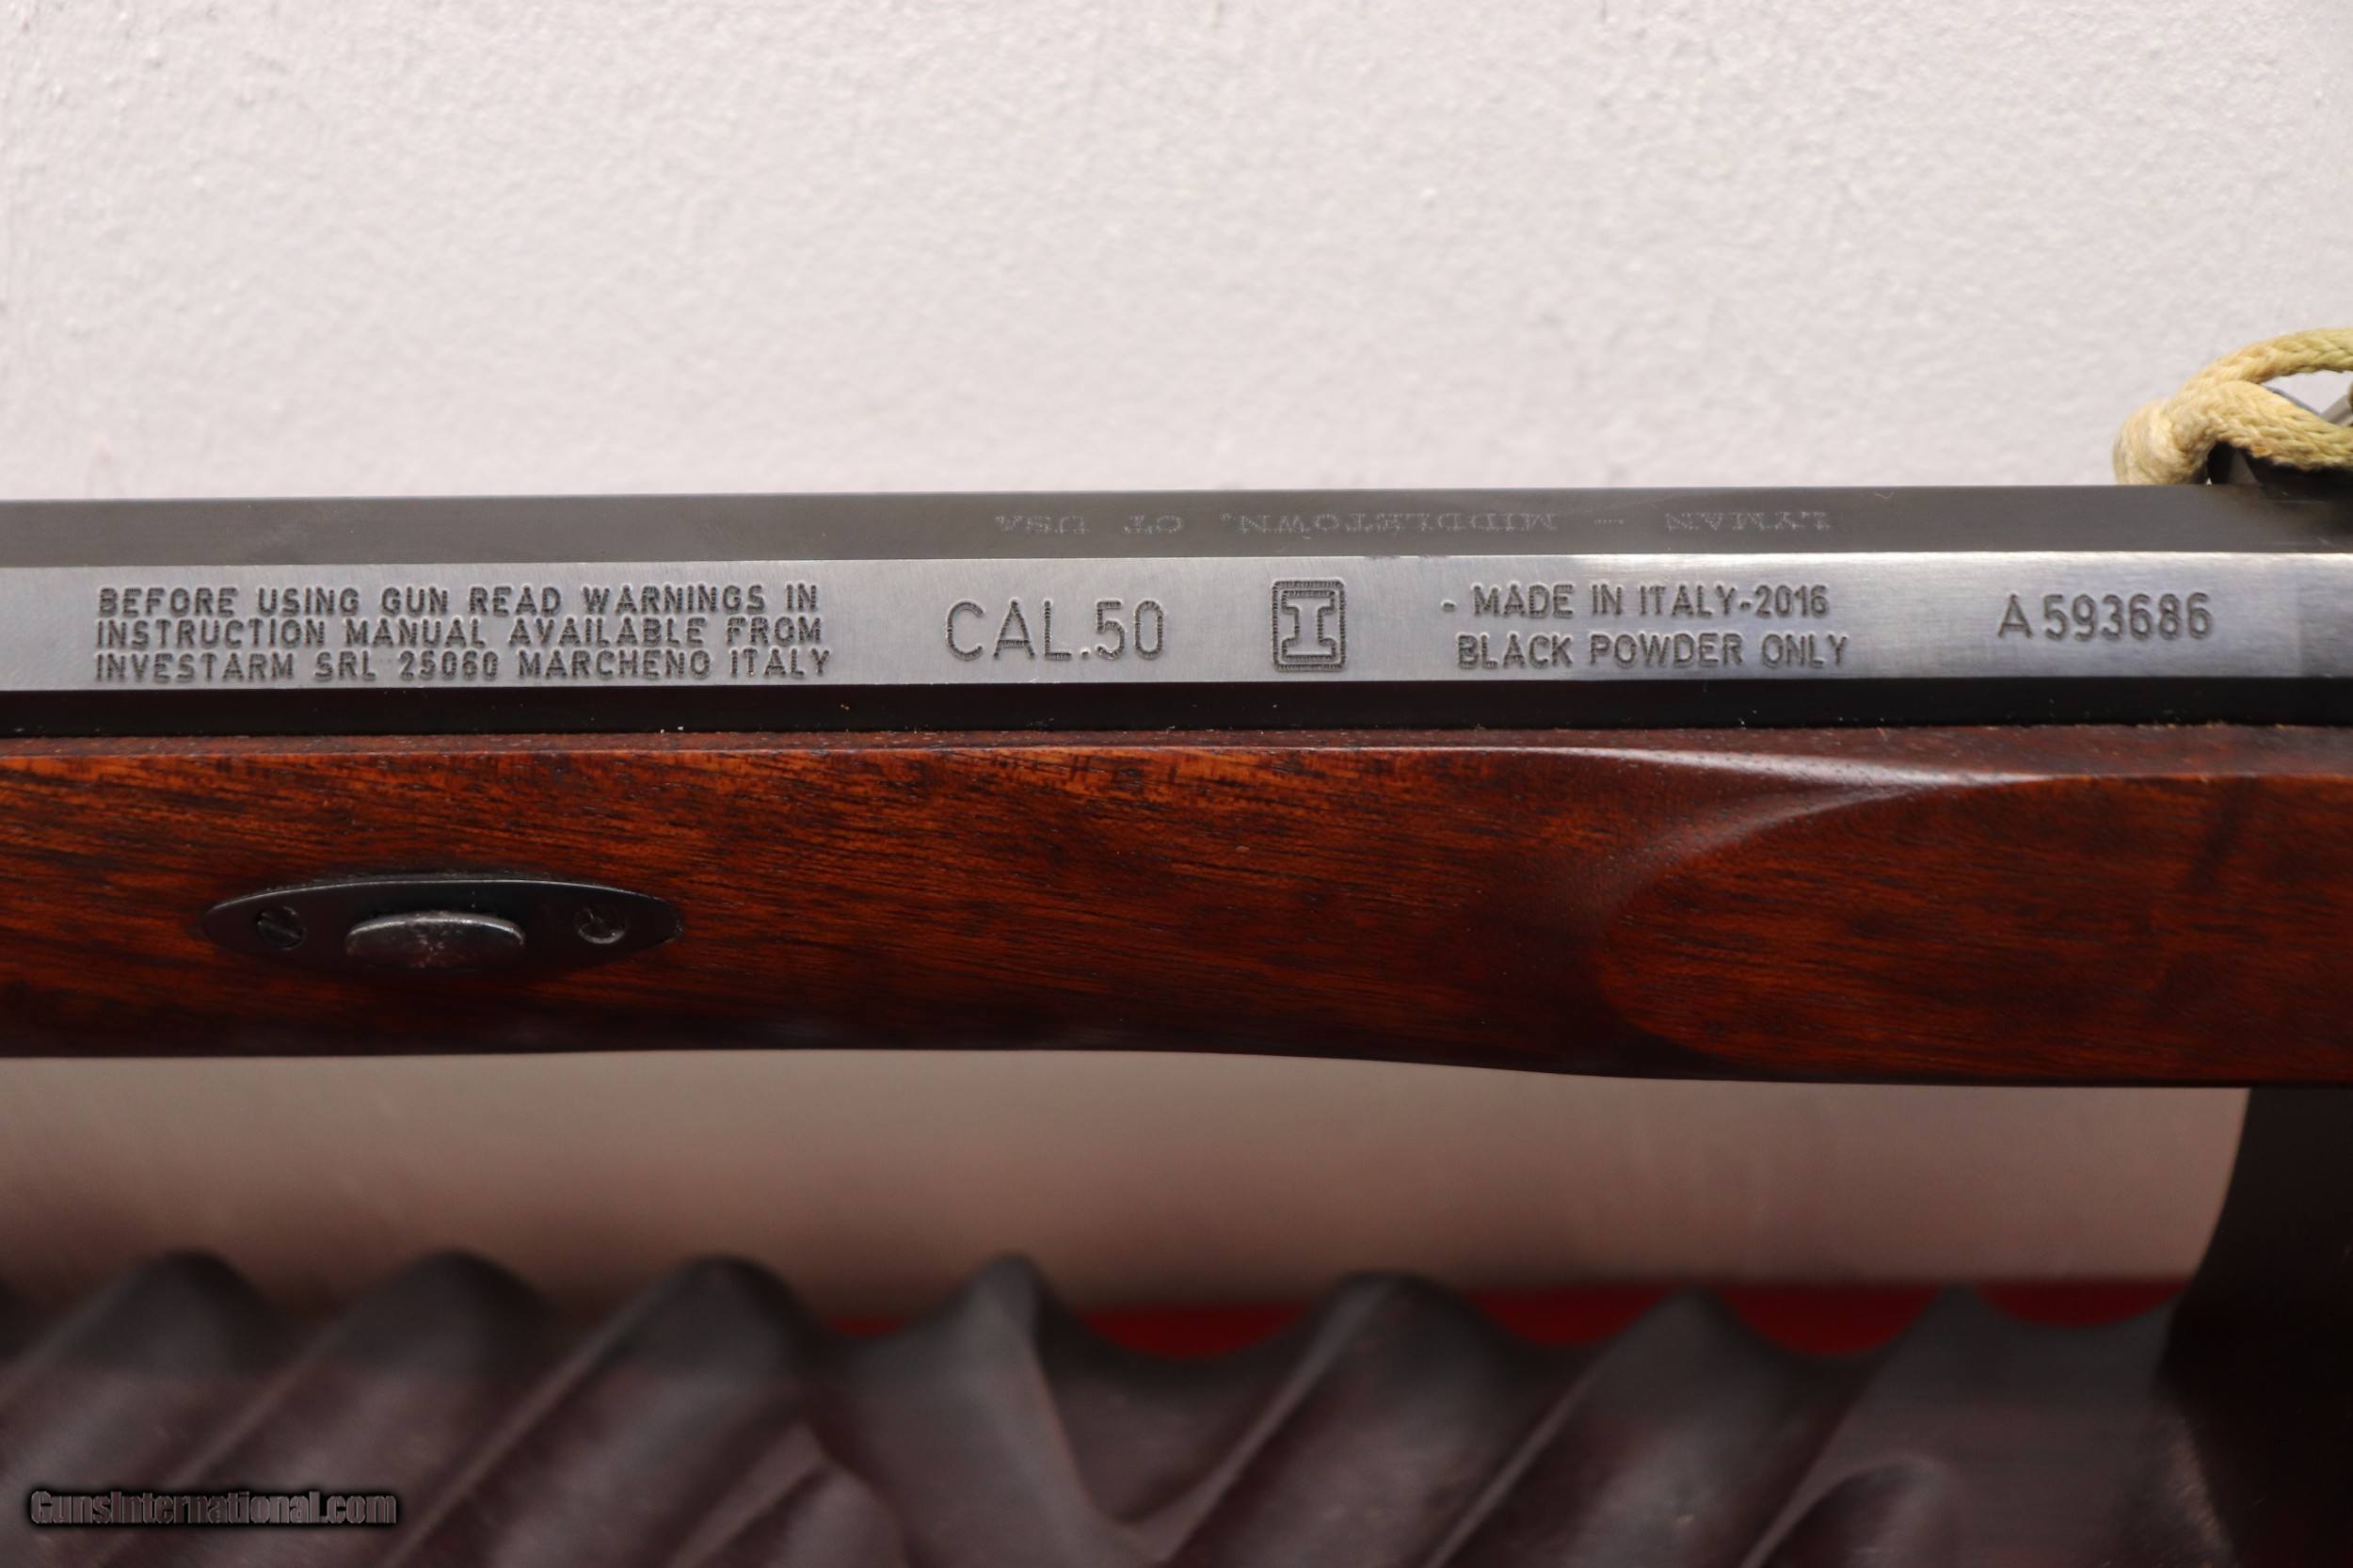 LYMAN - MIDDLETOWN, CT USA
BEFORE USING GUN READ WARNINGS IN
INSTRUCTION MANUAL AVAILABLE FROM
INVESTARM SRL 25060 MARCHENO ITALY
CAL.50
I
- MADE IN ITALY-2016
BLACK POWDER ONLY
A593686
GunsInternational.com